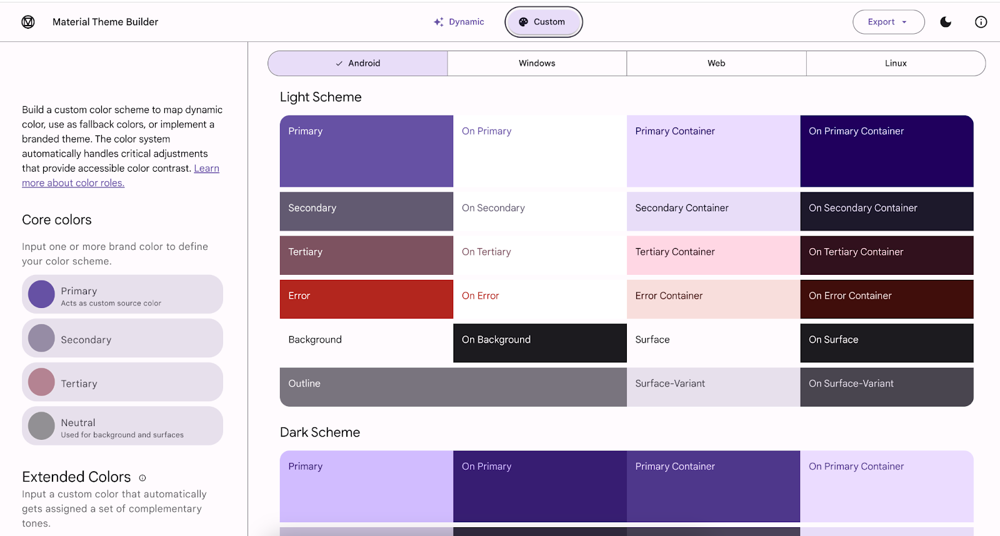 Material Theme Builder
Dynamic
Custom
Export
Android
Windows
Web
Linux
Build a custom color scheme to map dynamic
color, use as fallback colors, or implement a
branded theme. The color system
automatically handles critical adjustments
that provide accessible color contrast. Learn
more about color roles.
Core colors
Input one or more brand color to define
your color scheme.
Primary
Acts as custom source color
Secondary
Tertiary
Neutral
Used for background and surfaces
Extended Colors
Input a custom color that automatically
gets assigned a set of complementary
tones.
Light Scheme
Primary
On Primary
Primary Container
On Primary Container
Secondary
On Secondary
Secondary Container
On Secondary Container
Tertiary
On Tertiary
Tertiary Container
On Tertiary Container
Error
On Error
Error Container
On Error Container
Background
On Background
Surface
On Surface
Outline
Surface-Variant
On Surface-Variant
Dark Scheme
Primary
On Primary
Primary Container
On Primary Container